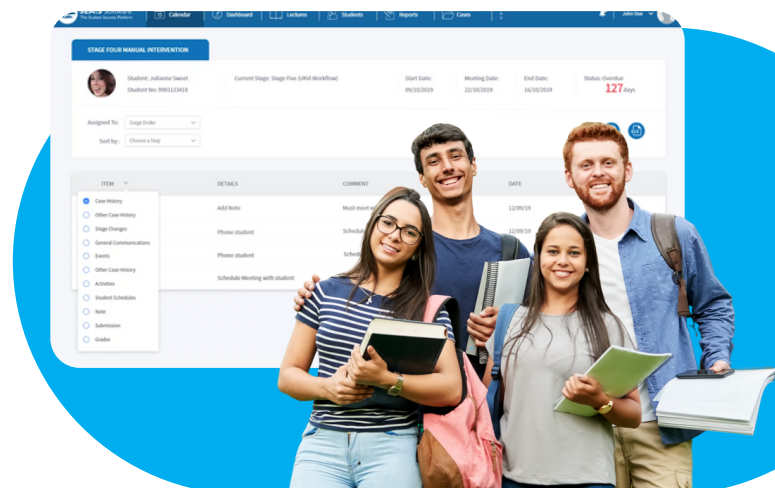 SEAtS Software
The Student Success Platform
Calendar
Dashboard
Lectures
Students
Reports
Cases
John Doe
STAGE FOUR
MANUAL INTERVENTION
Student: Julianne Sweet
Student No: 9993123418
Current Stage: Stage Five (UKVI Workflow)
Start Date:
09/10/2019
Meeting Date:
22/10/2019
End Date:
16/10/2019
Status: Overdue
127 days
Assigned To:
Gaige Drake
Sort by :
Choose a Step
ITEM
DETAILS
COMMENT
DATE
Case History
Other Case History
Stage Changes
General Communications
Events
Other Case History
Activities
Student Schedules
Note
Submission
Grades
Add Note
Must meet
12/09/19
Phone student
12/09/19
Phone student
Schedule Meeting with student